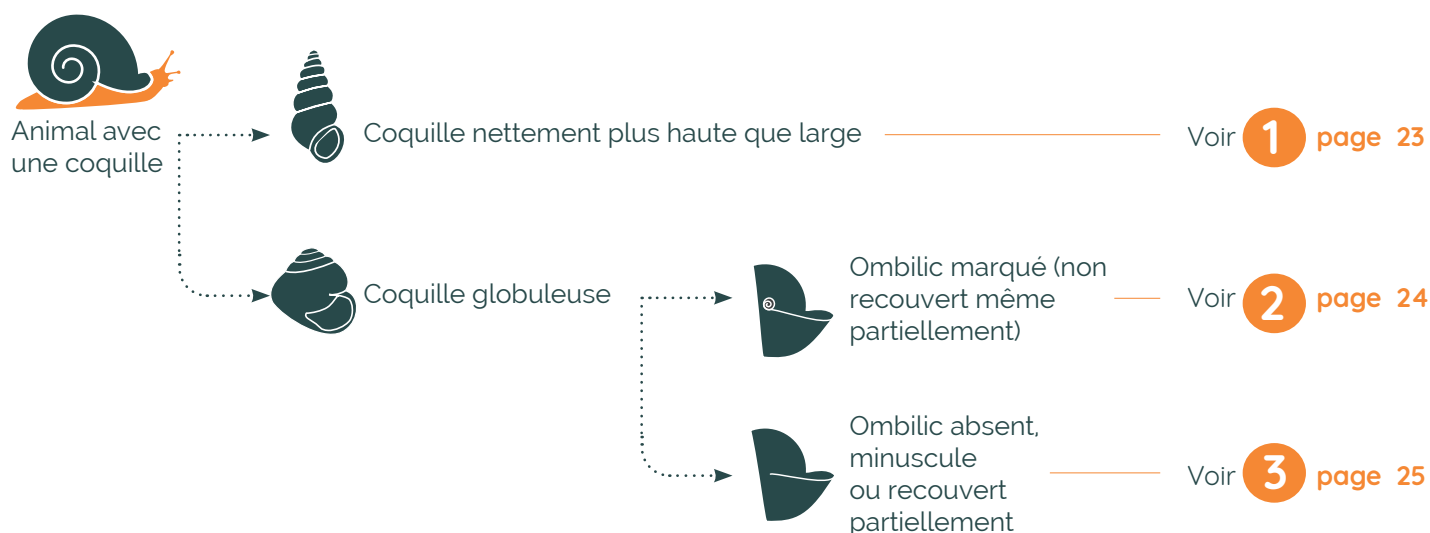 Animal avec
une coquille
Coquille nettement plus haute que large
Voir 1 page 23
Coquille globuleuse
Ombilic marqué (non
recouvert même
partiellement)
Voir 2 page 24
Ombilic absent,
minuscule
ou recouvert
partiellement
Voir 3 page 25